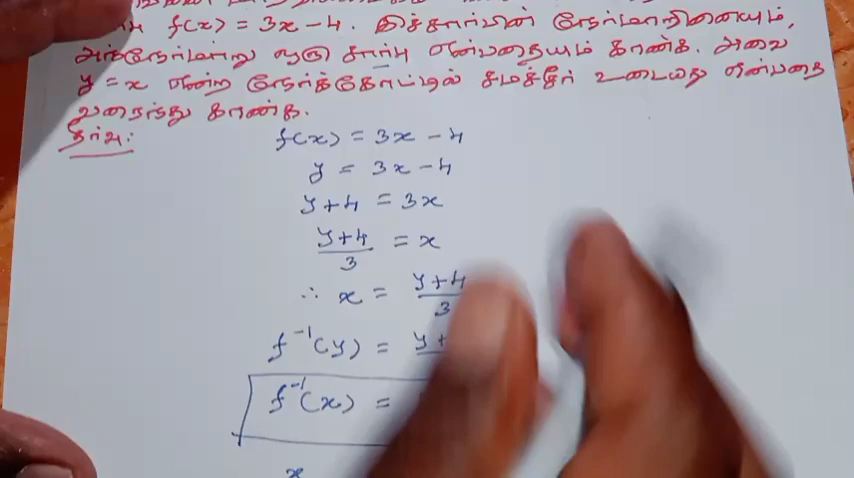 f(x) = 3x - 4. இச்சார்பின் நேர்மாறினையும்,
அந்நேர்மாறு ஒரு சார்பு என்பதையும் காண்க. அவை
y = x என்ற நேர்க்கோட்டில் சமச்சீர் உடையது என்பதை
வரைந்து காண்க.
தீர்வு:
f(x) = 3x - 4
y = 3x - 4
y+4 = 3x
y+4/3 = x
∴ x = y+4/3
f⁻¹(y) = y+
f⁻¹(x) =
x